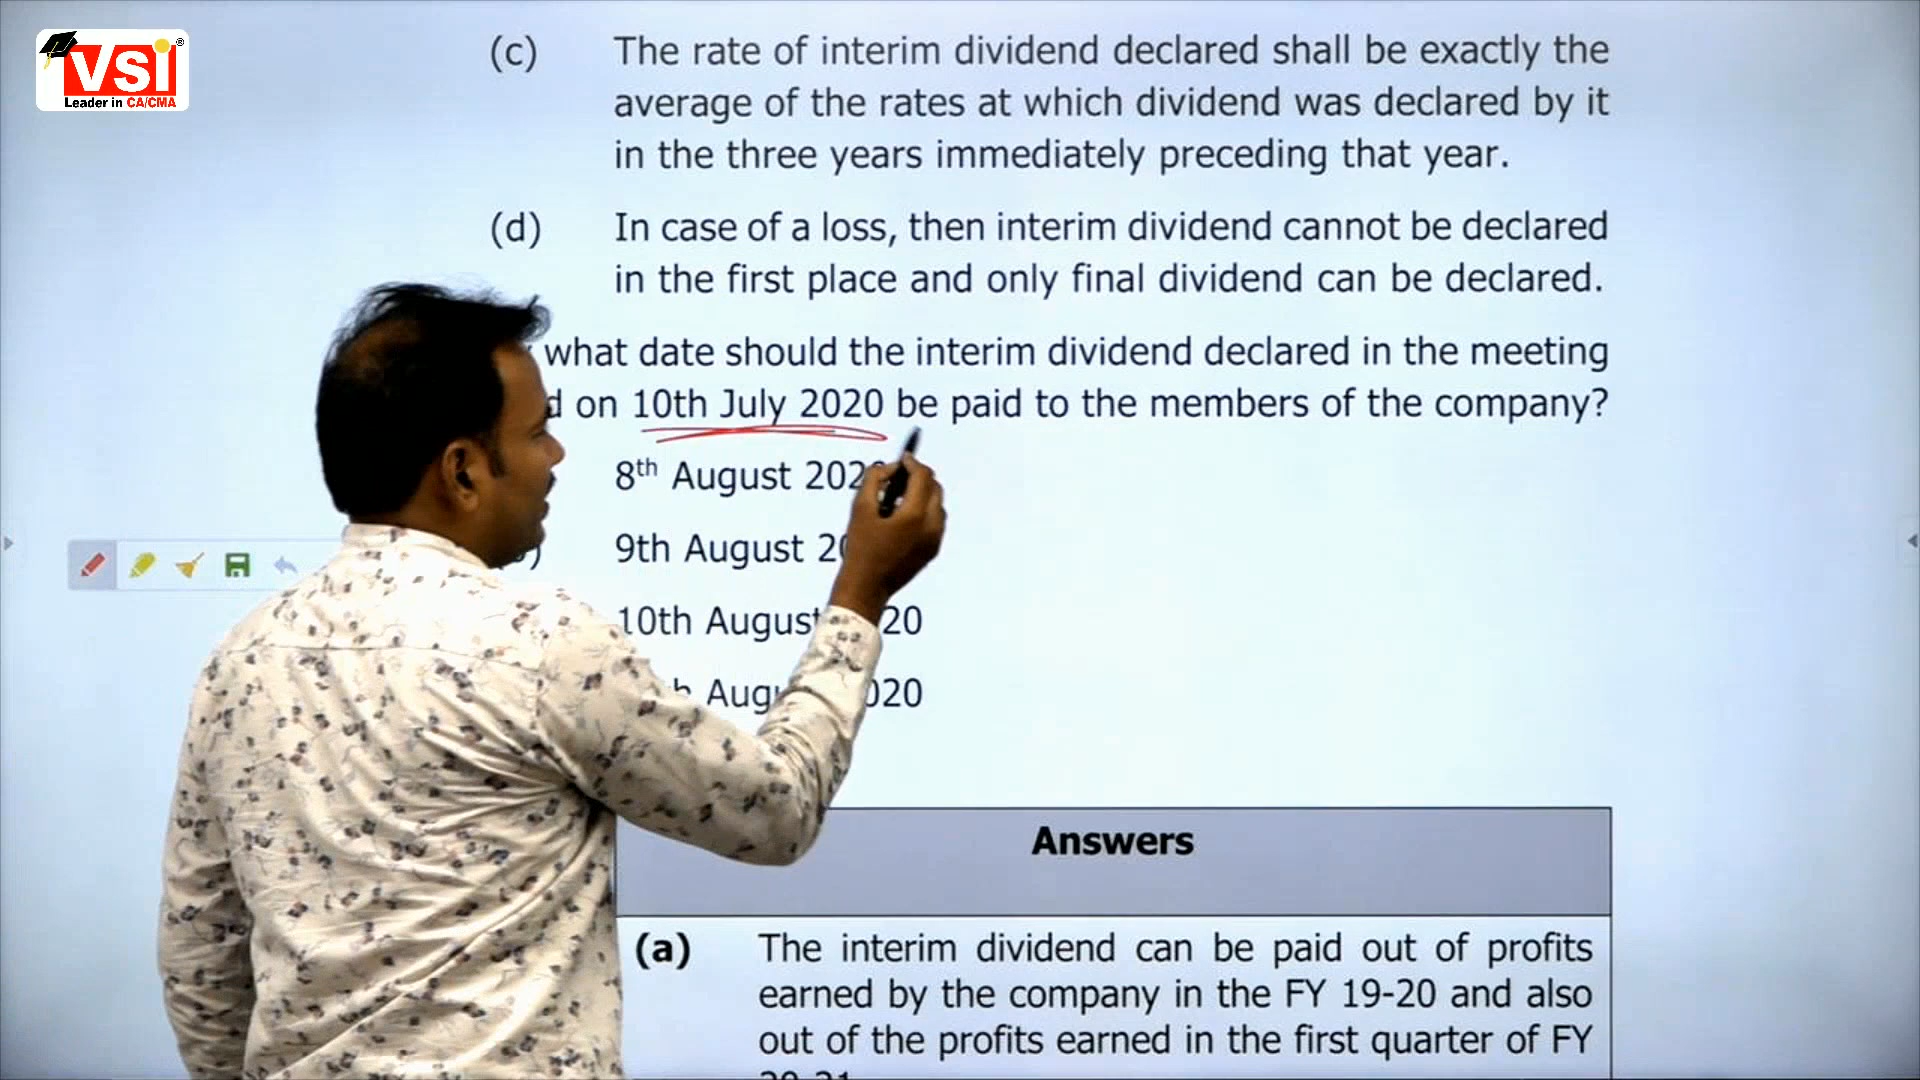 VSI
Leader in CA/CMA
(c) The rate of interim dividend declared shall be exactly the
average of the rates at which dividend was declared by it
in the three years immediately preceding that year.
(d) In case of a loss, then interim dividend cannot be declared
in the first place and only final dividend can be declared.
what date should the interim dividend declared in the meeting
on 10th July 2020 be paid to the members of the company?
8th August
9th August
10th August
Answers
(a) The interim dividend can be paid out of profits
earned by the company in the FY 19-20 and also
out of the profits earned in the first quarter of FY